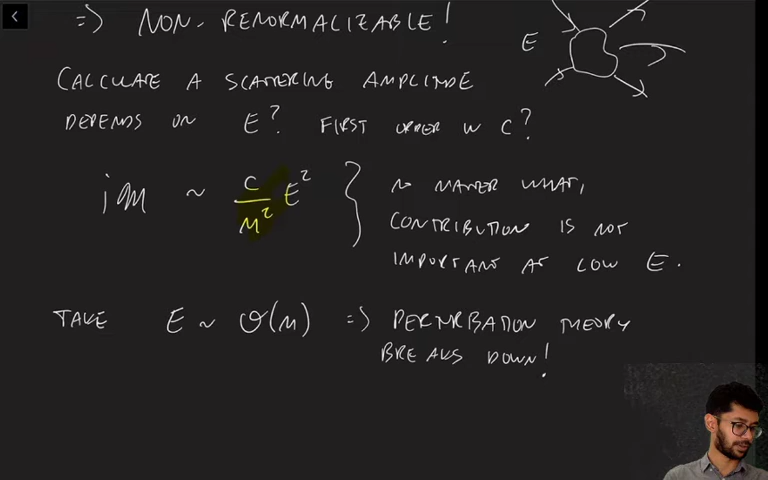 => NON-RENORMALIZABLE!
E
CALCULATE A SCATTERING AMPLITUDE
DEPENDS ON E? FIRST ORDER IN C?
iM ~ C/M² E² } NO MATTER WHAT,
CONTRIBUTION IS NOT
IMPORTANT AT LOW E.
TAKE E ~ O(M) => PERTURBATION THEORY
BREAKS DOWN!